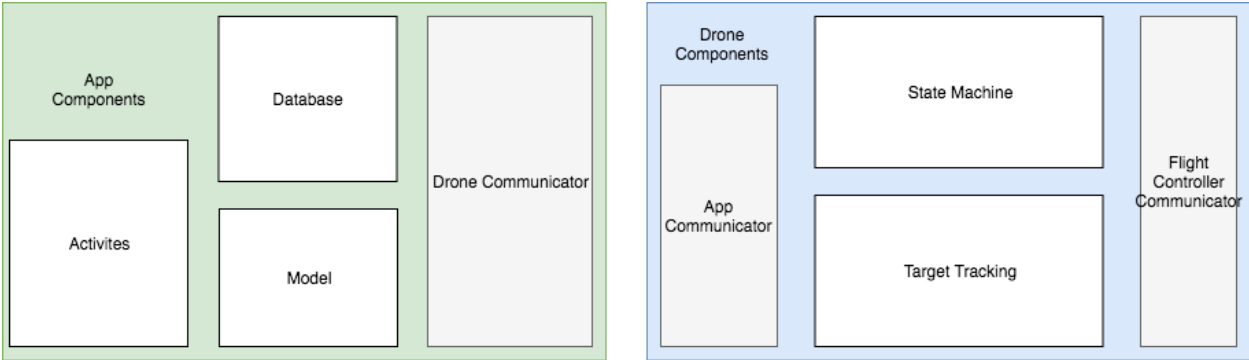 App
Components
Activites
Database
Model
Drone Communicator
Drone
Components
App
Communicator
State Machine
Target Tracking
Flight
Controller
Communicator